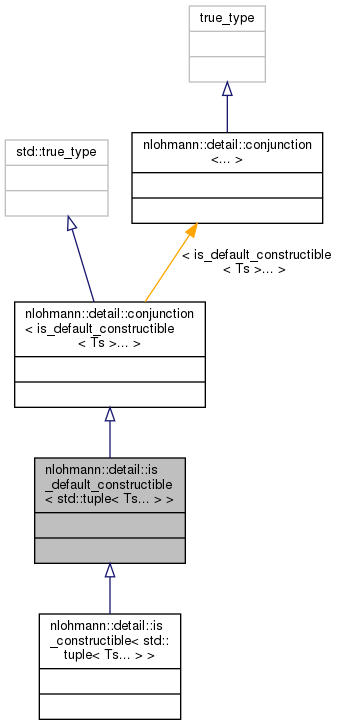 true_type
nlohmann::detail::conjunction
<... >
std::true_type
< is_default_constructible
< Ts >... >
nlohmann::detail::conjunction
< is_default_constructible
< Ts >... >
nlohmann::detail::is
_default_constructible
< std::tuple< Ts... > >
nlohmann::detail::is
_constructible< std::
tuple< Ts... > >